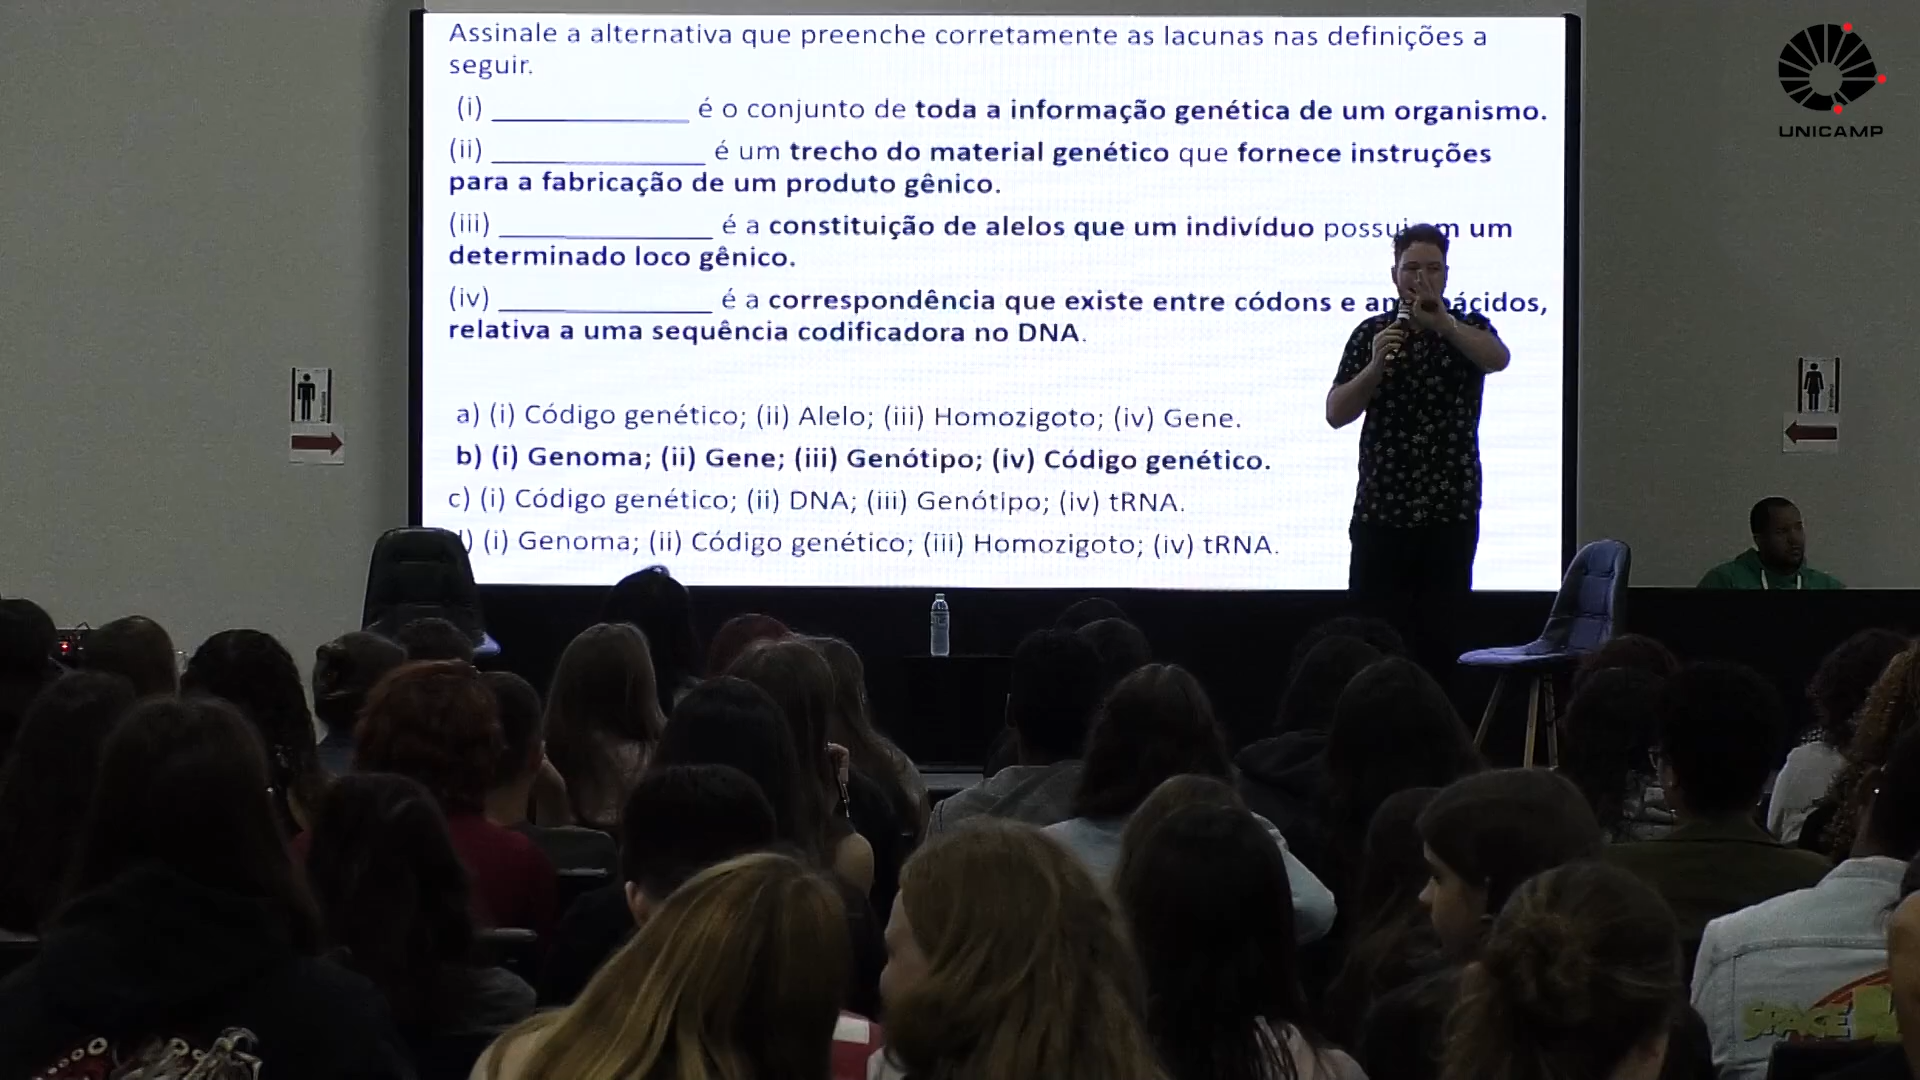 Assinale a alternativa que preenche corretamente as lacunas nas definições a
seguir.
(i) ______________ é o conjunto de toda a informação genética de um organismo.
(ii) _______________ é um trecho do material genético que fornece instruções
para a fabricação de um produto gênico.
(iii) _______________ é a constituição de alelos que um indivíduo um
determinado loco gênico.
(iv) _______________ é a correspondência que existe entre códons e
relativa a uma sequência codificadora no DNA.
a) (i) Código genético; (ii) Alelo; (iii) Homozigoto; (iv) Gene.
b) (i) Genoma; (ii) Gene; (iii) Genótipo; (iv) Código genético.
c) (i) Código genético; (ii) DNA; (iii) Genótipo; (iv) tRNA.
(i) Genoma; (ii) Código genético; (iii) Homozigoto; (iv) tRNA.
UNICAMP
SPACE